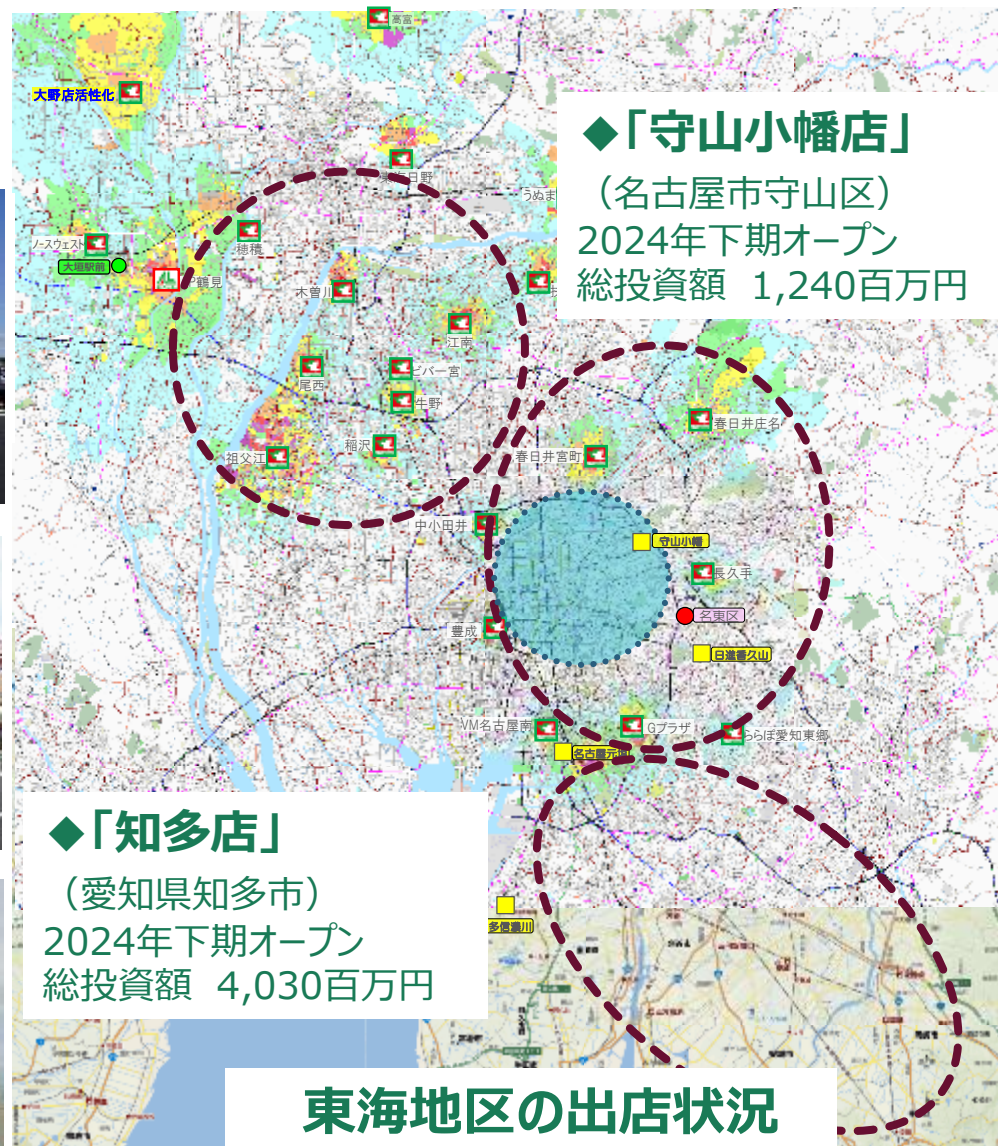 高富
大野店活性化
◆「守山小幡店」
（名古屋市守山区）
2024年下期オープン
総投資額 1,240百万円
東海日野
うぬま
穂積
ノースウェスト
大垣駅前
鶴見
木曽川
江南
ビバ一宮
尾西
牛野
春日井庄名
稲沢
春日井宮町
祖父江
中小田井
守山小幡
長久手
名東区
豊成
日進香久山
VM名古屋南
Gプラザ
ららぽ愛知東郷
名古屋元
◆「知多店」
（愛知県知多市）
2024年下期オープン
総投資額 4,030百万円
多信濃川
東海地区の出店状況